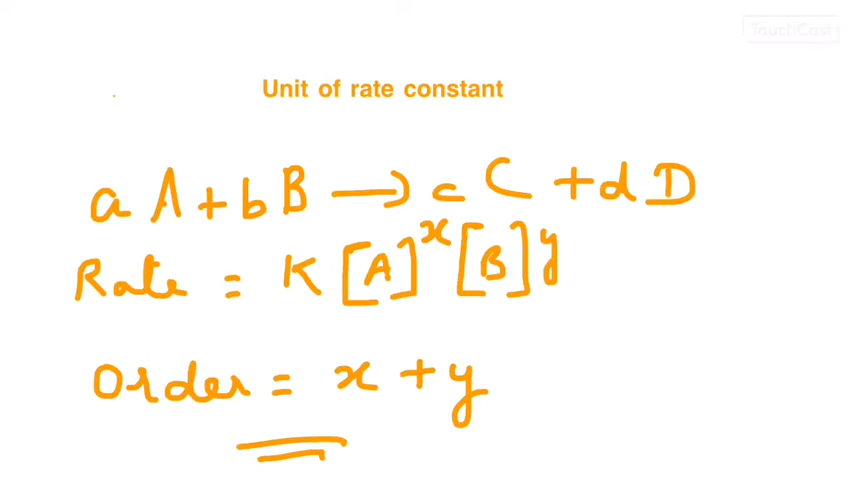 TouchCast
Unit of rate constant
a A + b B → c C + d D
Rate = K [A]^x [B]^y
Order = x + y